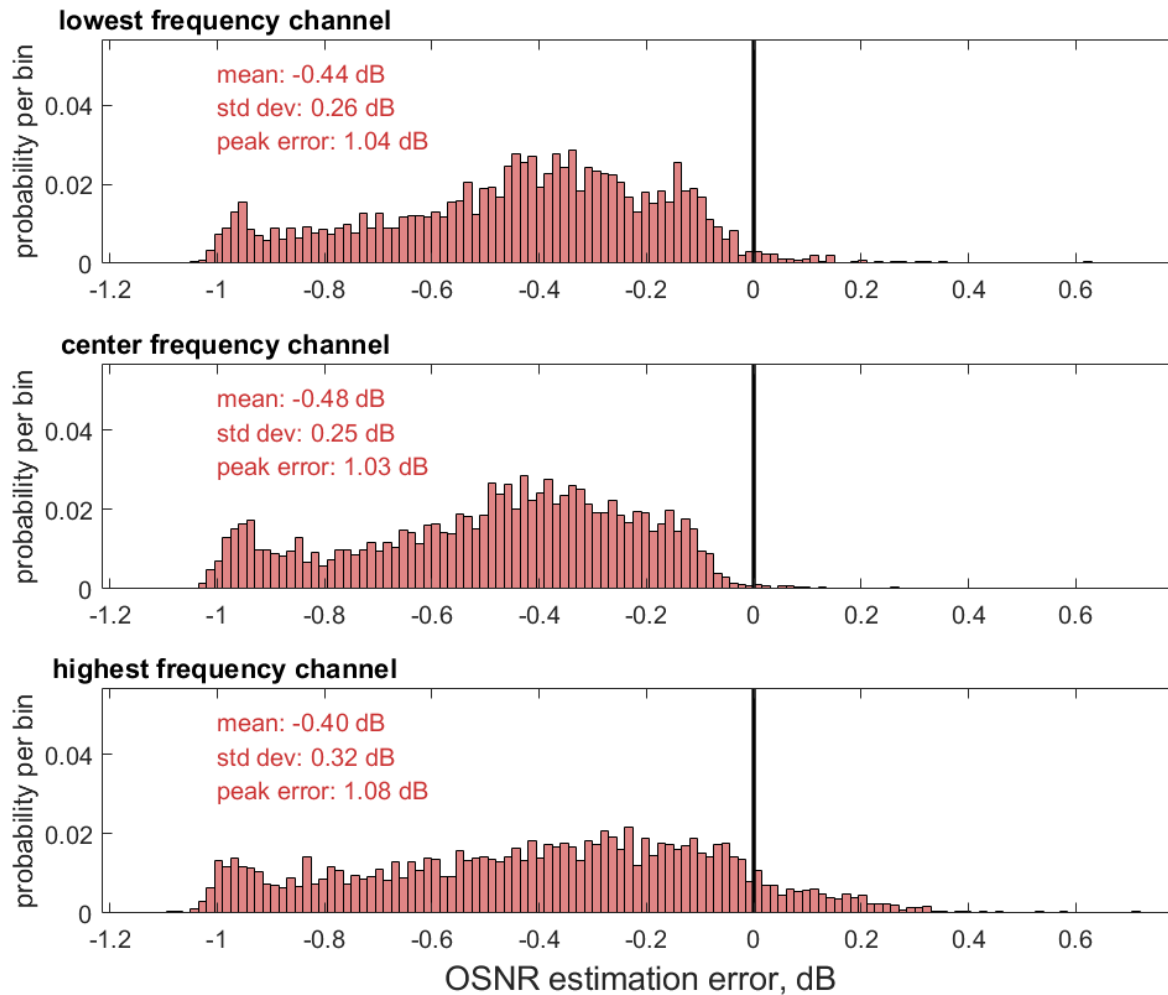 lowest frequency channel
probability per bin
0.04
0.02
0
mean: -0.44 dB
std dev: 0.26 dB
peak error: 1.04 dB
-1.2 -1 -0.8 -0.6 -0.4 -0.2 0 0.2 0.4 0.6
center frequency channel
probability per bin
0.04
0.02
0
mean: -0.48 dB
std dev: 0.25 dB
peak error: 1.03 dB
-1.2 -1 -0.8 -0.6 -0.4 -0.2 0 0.2 0.4 0.6
highest frequency channel
probability per bin
0.04
0.02
0
mean: -0.40 dB
std dev: 0.32 dB
peak error: 1.08 dB
-1.2 -1 -0.8 -0.6 -0.4 -0.2 0 0.2 0.4 0.6
OSNR estimation error, dB